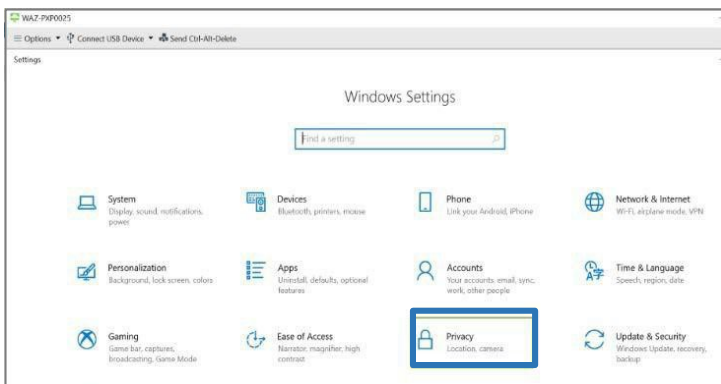 WAZ-PXP0025
Options Connect USB Device Send Ctrl-Alt-Delete
Settings
Windows Settings
Find a setting
System
Display, sound, notifications,
power
Devices
Bluetooth, printers, mouse
Phone
Link your Android, iPhone
Network & Internet
Wi-Fi, airplane mode, VPN
Personalization
Background, lock screen, colors
Apps
Uninstall, defaults, optional
features
Accounts
Your accounts, email, sync,
work, other people
Time & Language
Speech, region, date
Gaming
Game bar, captures,
broadcasting, Game Mode
Ease of Access
Narrator, magnifier, high
contrast
Privacy
Location, camera
Update & Security
Windows Update, recovery,
backup